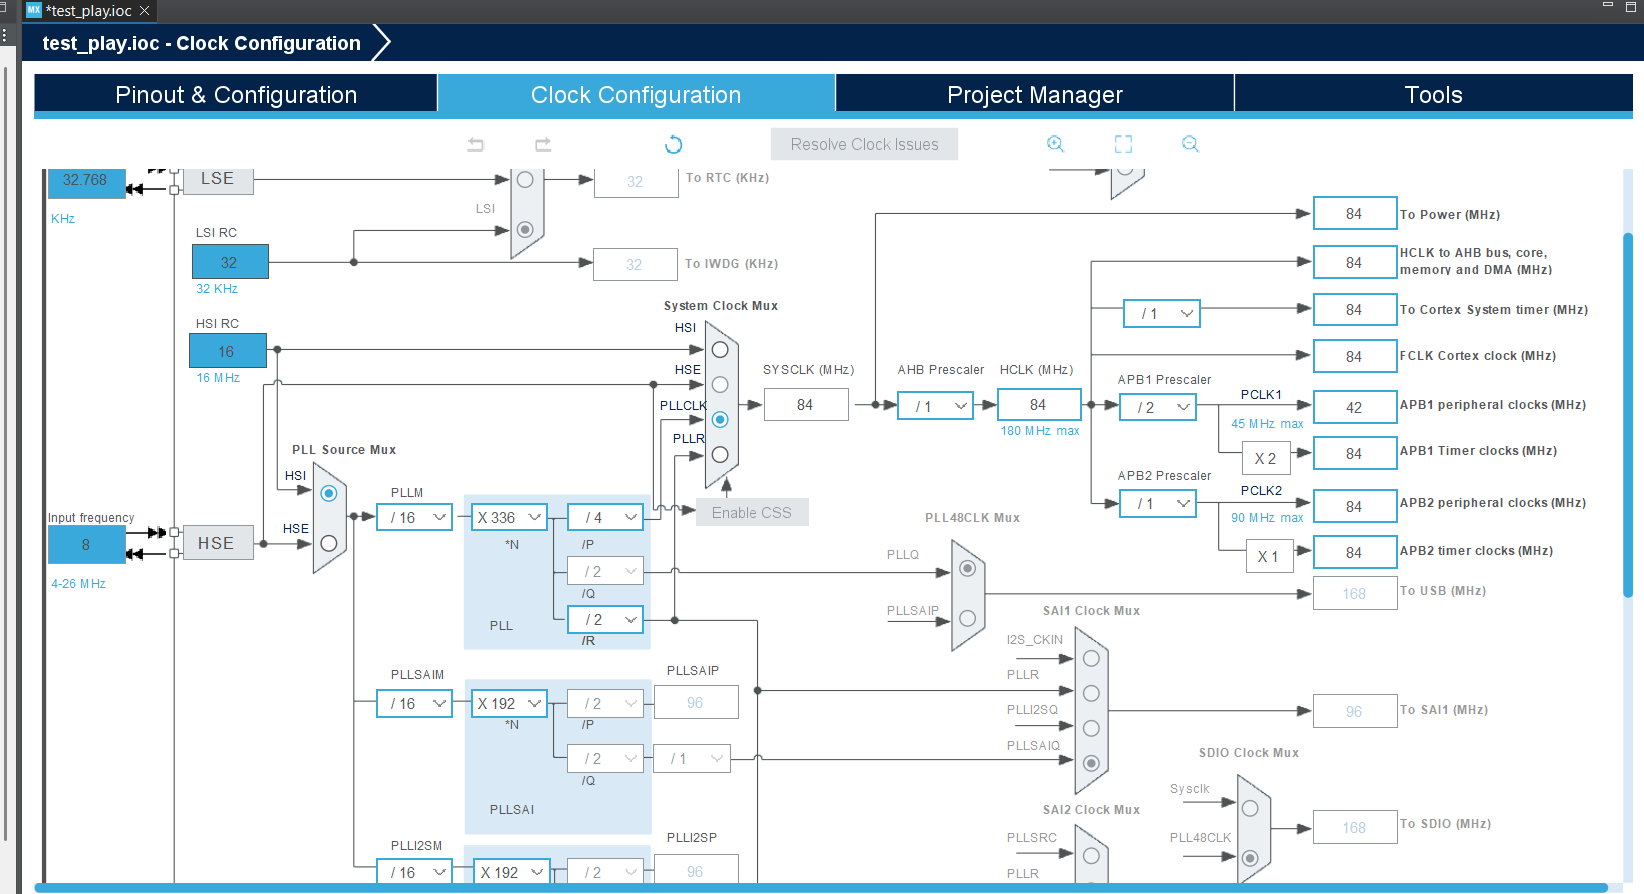 MX *test_play.ioc
test_play.ioc - Clock Configuration
Pinout & Configuration
Clock Configuration
Project Manager
Tools
Resolve Clock Issues
32.768
KHz
LSE
LSI
32
To RTC (KHz)
LSI RC
32
32 KHz
32
To IWDG (KHz)
HSI RC
16
16 MHz
System Clock Mux
HSI
HSE
PLLCLK
PLLR
SYSCLK (MHz)
84
AHB Prescaler
/ 1
HCLK (MHz)
84
180 MHz max
84
To Power (MHz)
84
HCLK to AHB bus, core,
memory and DMA (MHz)
/ 1
84
To Cortex System timer (MHz)
84
FCLK Cortex clock (MHz)
APB1 Prescaler
/ 2
PCLK1
45 MHz max
42
APB1 peripheral clocks (MHz)
X 2
84
APB1 Timer clocks (MHz)
APB2 Prescaler
/ 1
PCLK2
90 MHz max
84
APB2 peripheral clocks (MHz)
X 1
84
APB2 timer clocks (MHz)
PLL Source Mux
HSI
HSE
Input frequency
8
4-26 MHz
HSE
PLLM
/ 16
X 336
*N
/ 4
/P
/ 2
/Q
/ 2
/R
PLL
Enable CSS
PLL48CLK Mux
PLLQ
PLLSAIP
168
To USB (MHz)
SAI1 Clock Mux
I2S_CKIN
PLLR
PLLI2SQ
PLLSAIQ
96
To SAI1 (MHz)
PLLSAIM
/ 16
X 192
*N
/ 2
/P
PLLSAIP
96
/ 2
/Q
/ 1
PLLSAI
SDIO Clock Mux
Sysclk
PLL48CLK
168
To SDIO (MHz)
SAI2 Clock Mux
PLLSRC
PLLR
PLLI2SM
/ 16
X 192
/ 2
PLLI2SP
96